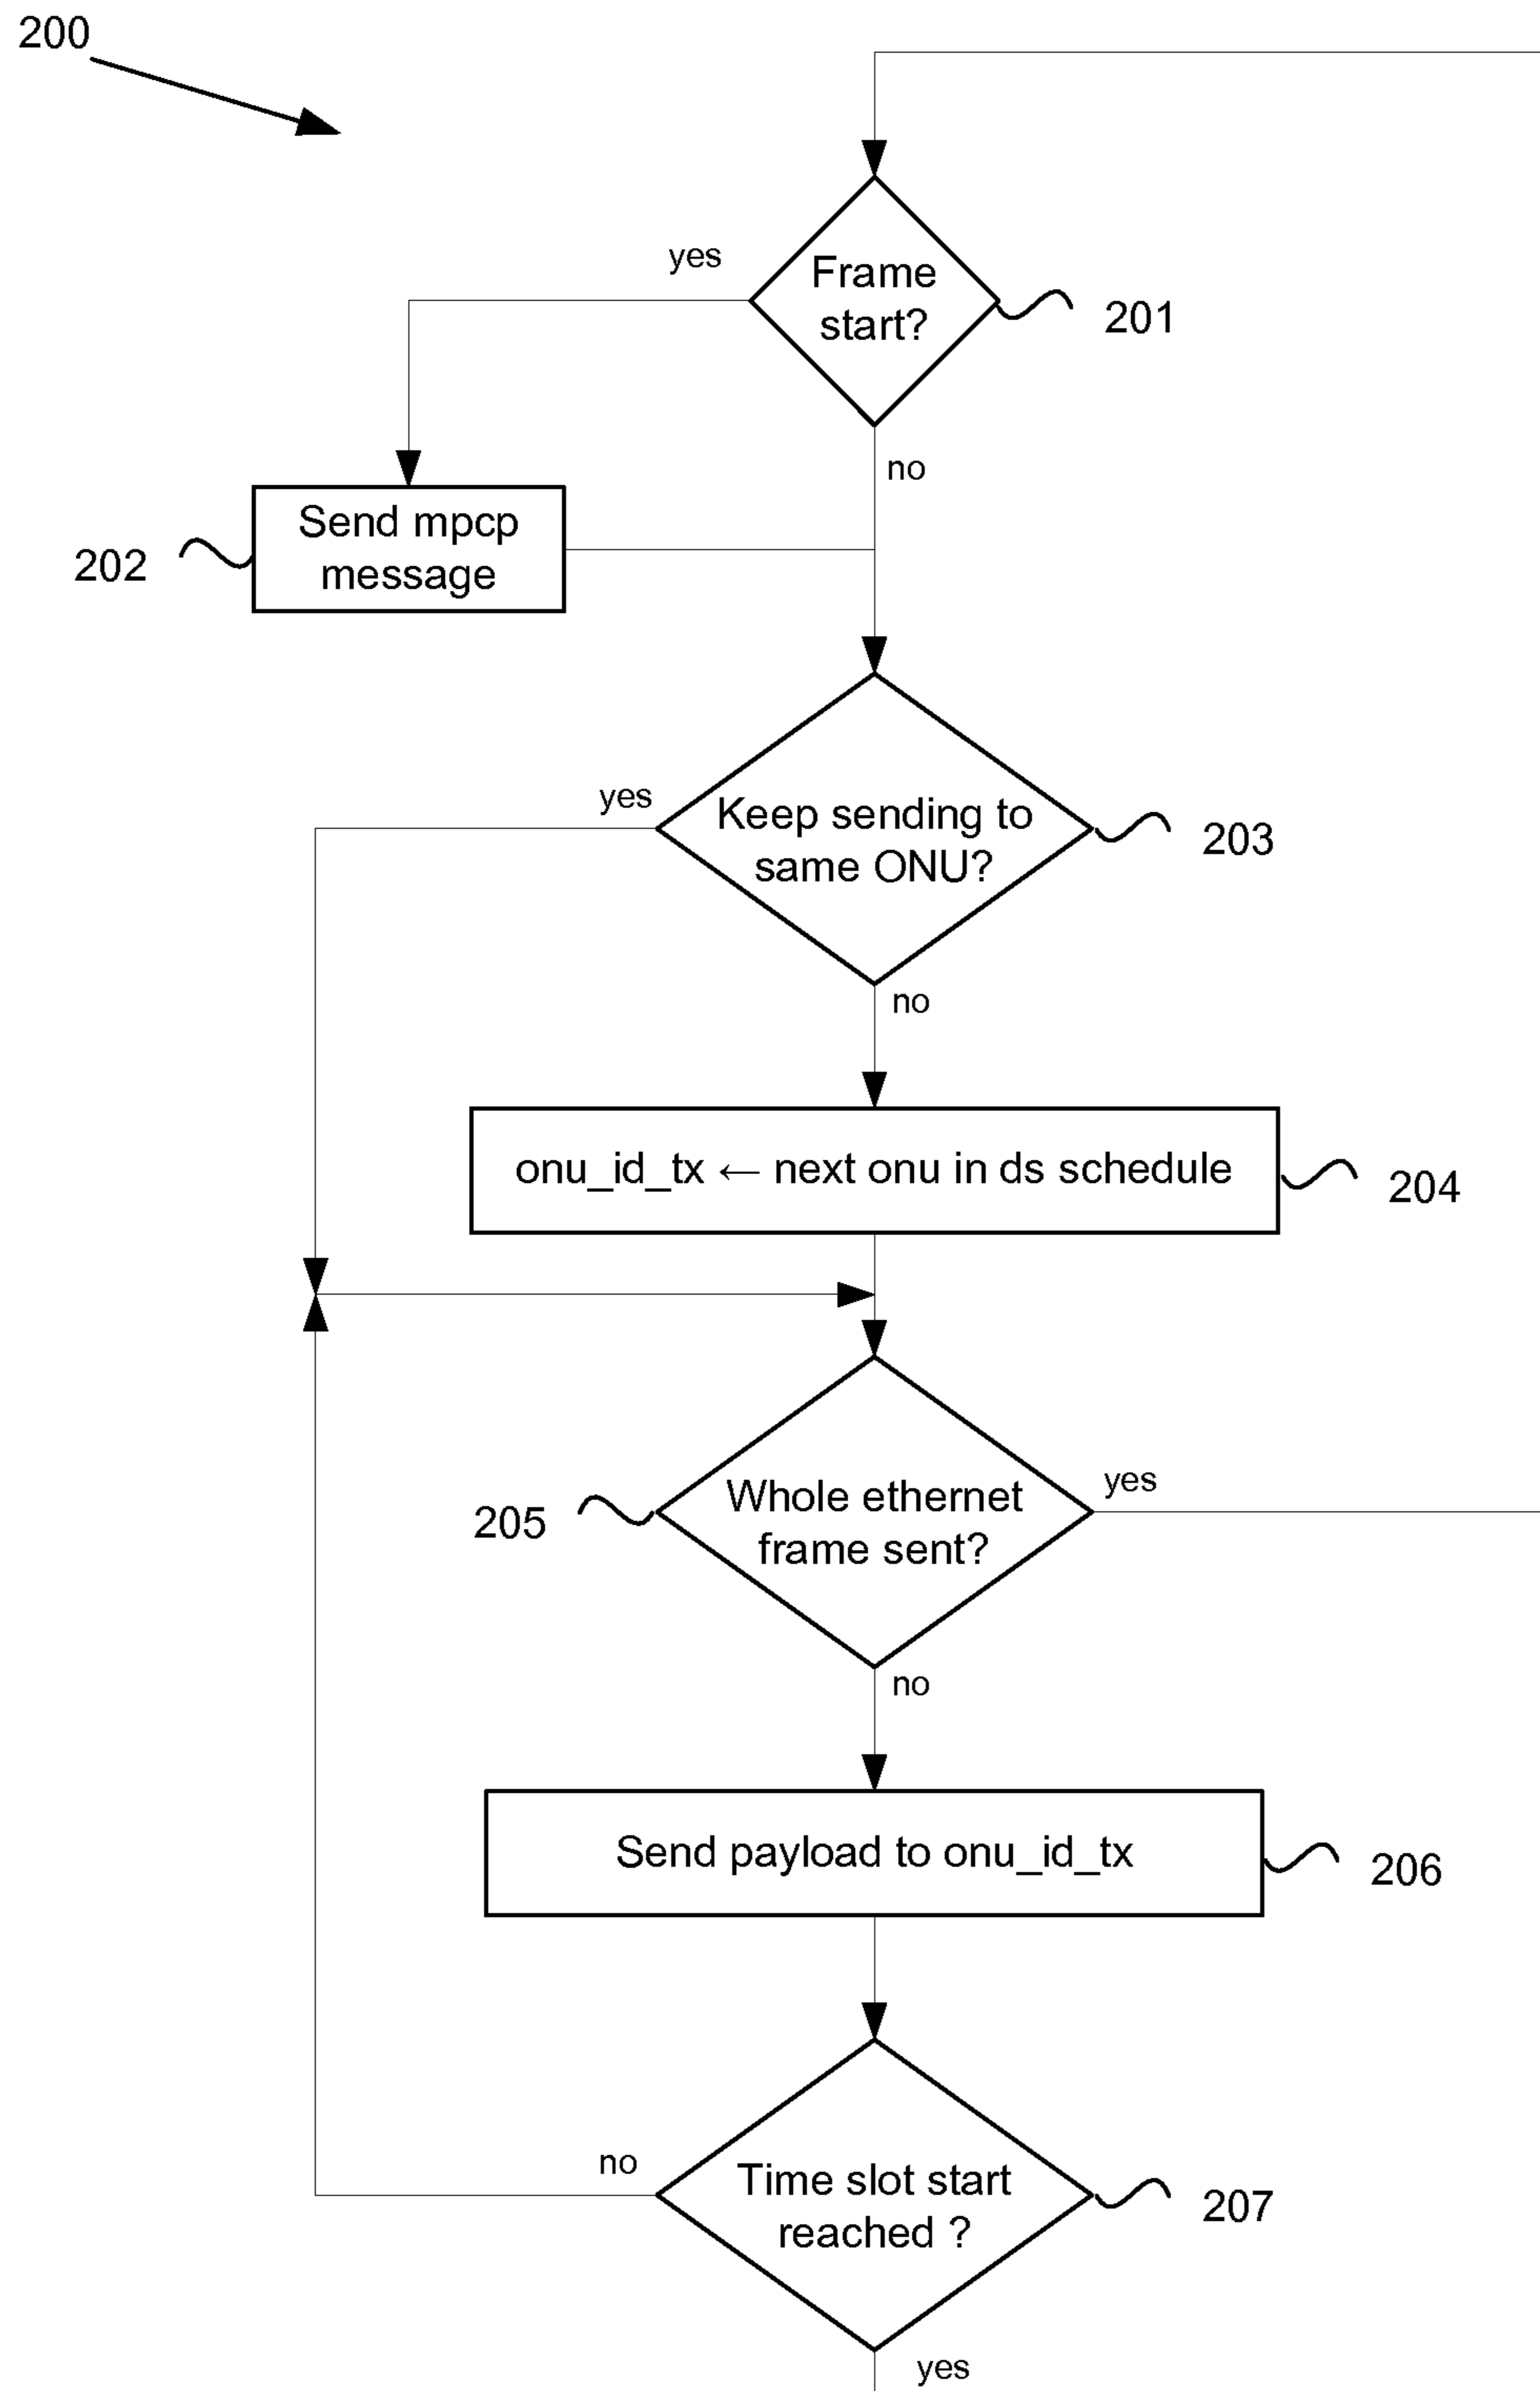 200
yes
Frame
start?
201
no
Send mpcp
message
202
yes
Keep sending to
same ONU?
203
no
onu_id_tx ← next onu in ds schedule
204
Whole ethernet
frame sent?
yes
205
no
Send payload to onu_id_tx
206
no
Time slot start
reached ?
207
yes